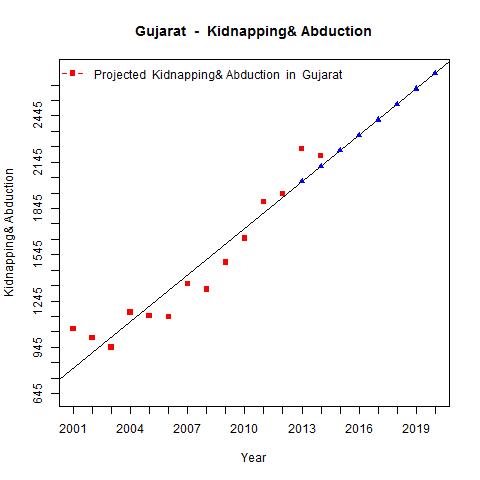 Gujarat - Kidnapping& Abduction
Projected Kidnapping& Abduction in Gujarat
Kidnapping& Abduction
2445
2145
1845
1545
1245
945
645
2001 2004 2007 2010 2013 2016 2019
Year